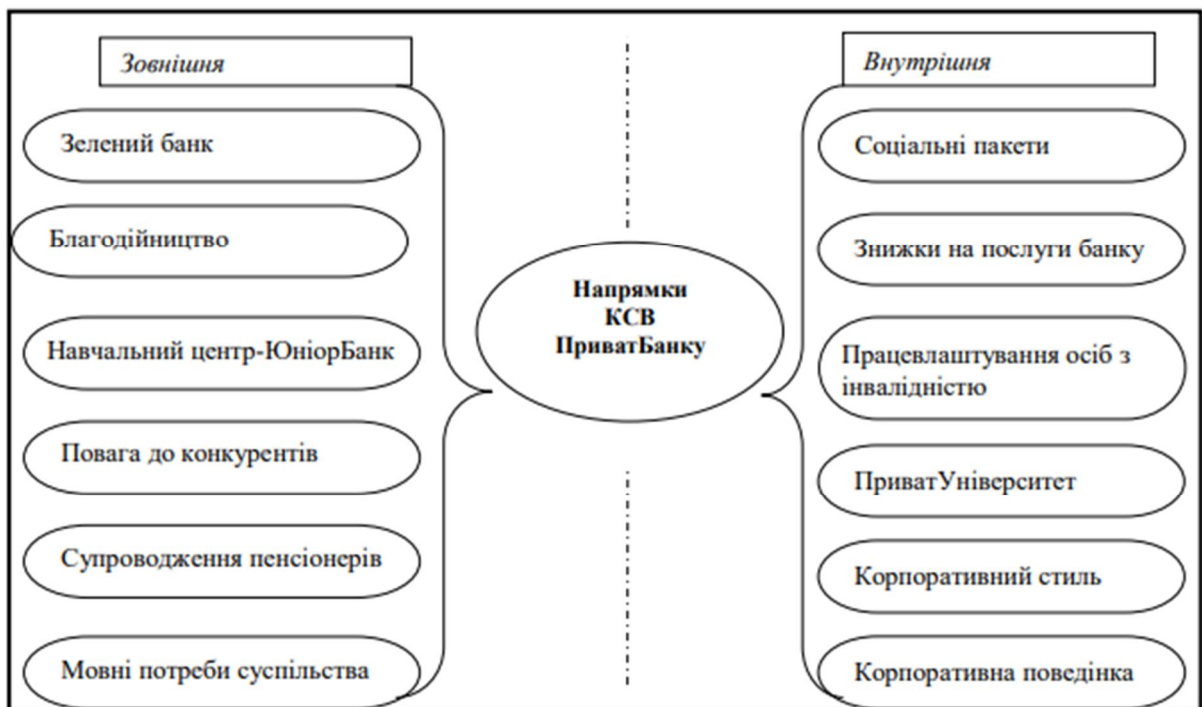 Зовнішня
Зелений банк
Благодійництво
Навчальний центр-ЮніорБанк
Повага до конкурентів
Супроводження пенсіонерів
Мовні потреби суспільства
Напрямки
КСВ
ПриватБанку
Внутрішня
Соціальні пакети
Знижки на послуги банку
Працевлаштування осіб з
інвалідністю
ПриватУніверситет
Корпоративний стиль
Корпоративна поведінка